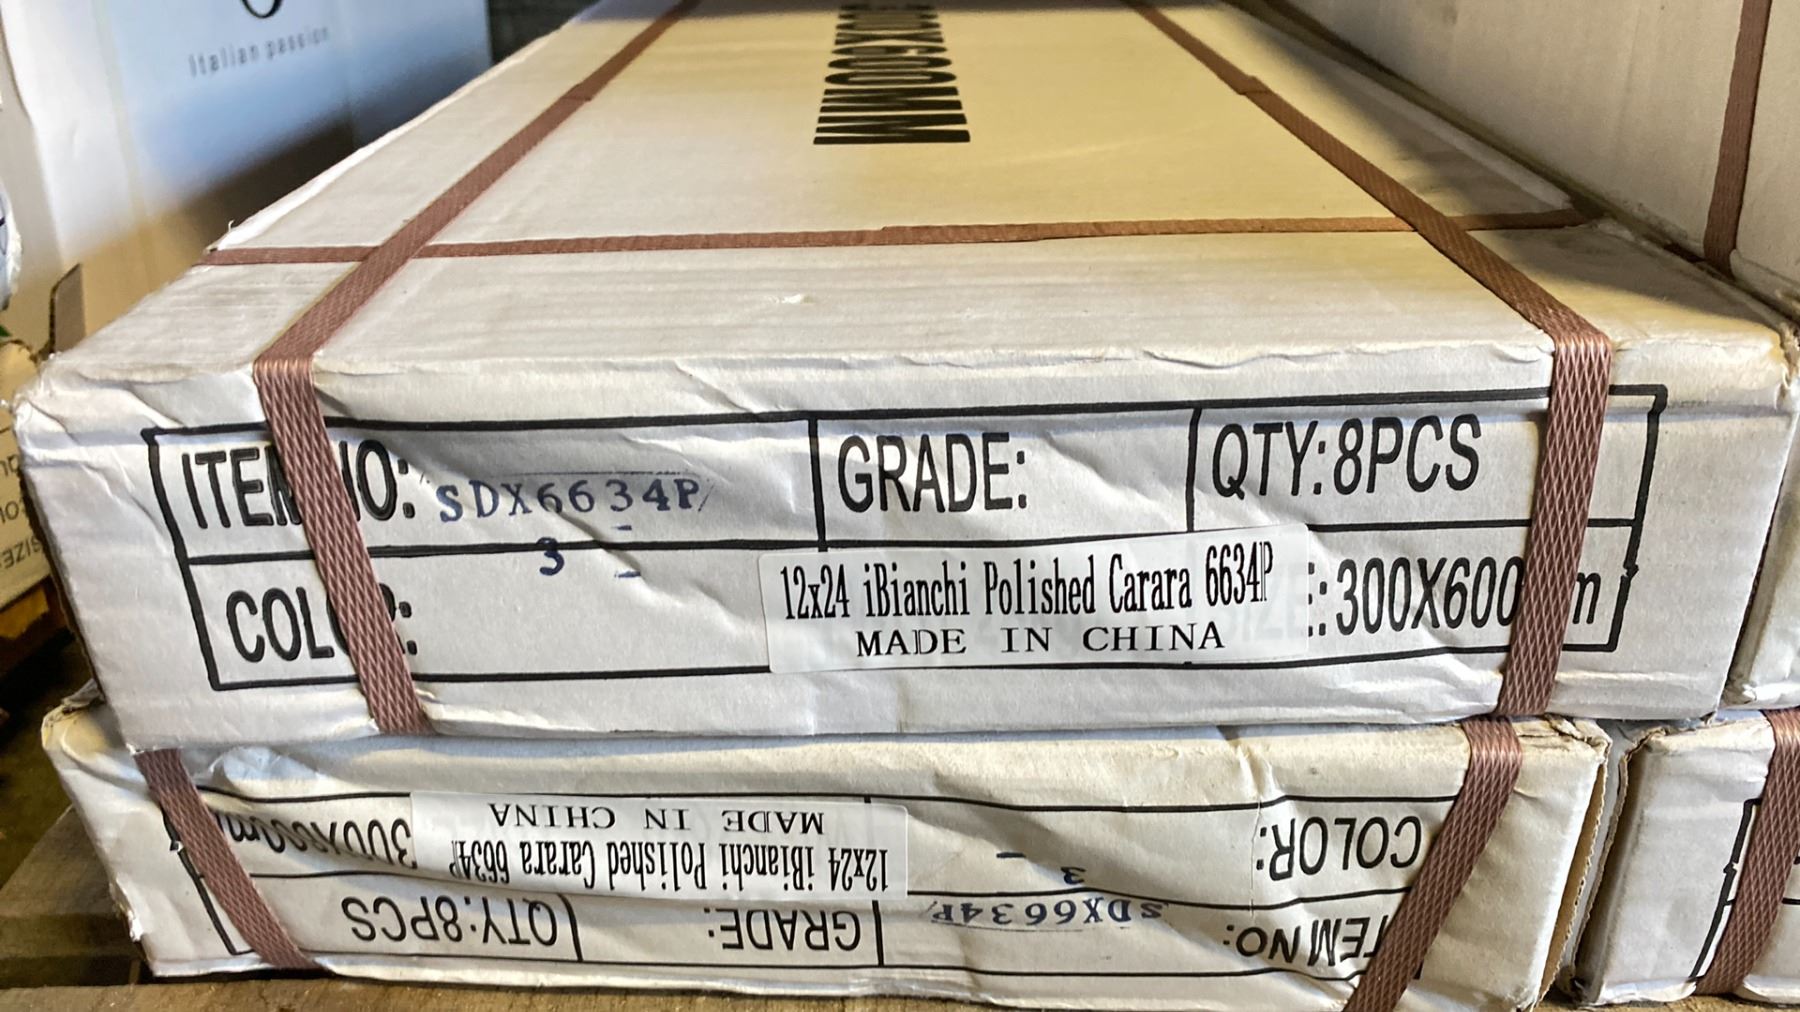 Italian passion
ITEM NO: SDX6634P
GRADE:
QTY:8PCS
3
COLOR:
12x24 iBianchi Polished Carara 6634P
MADE IN CHINA
:300X600
COLOR:
3
MADE IN CHINA
12x24 iBianchi Polished Carara 6634P
ITEM NO: SDX6634P
GRADE:
QTY:8PCS